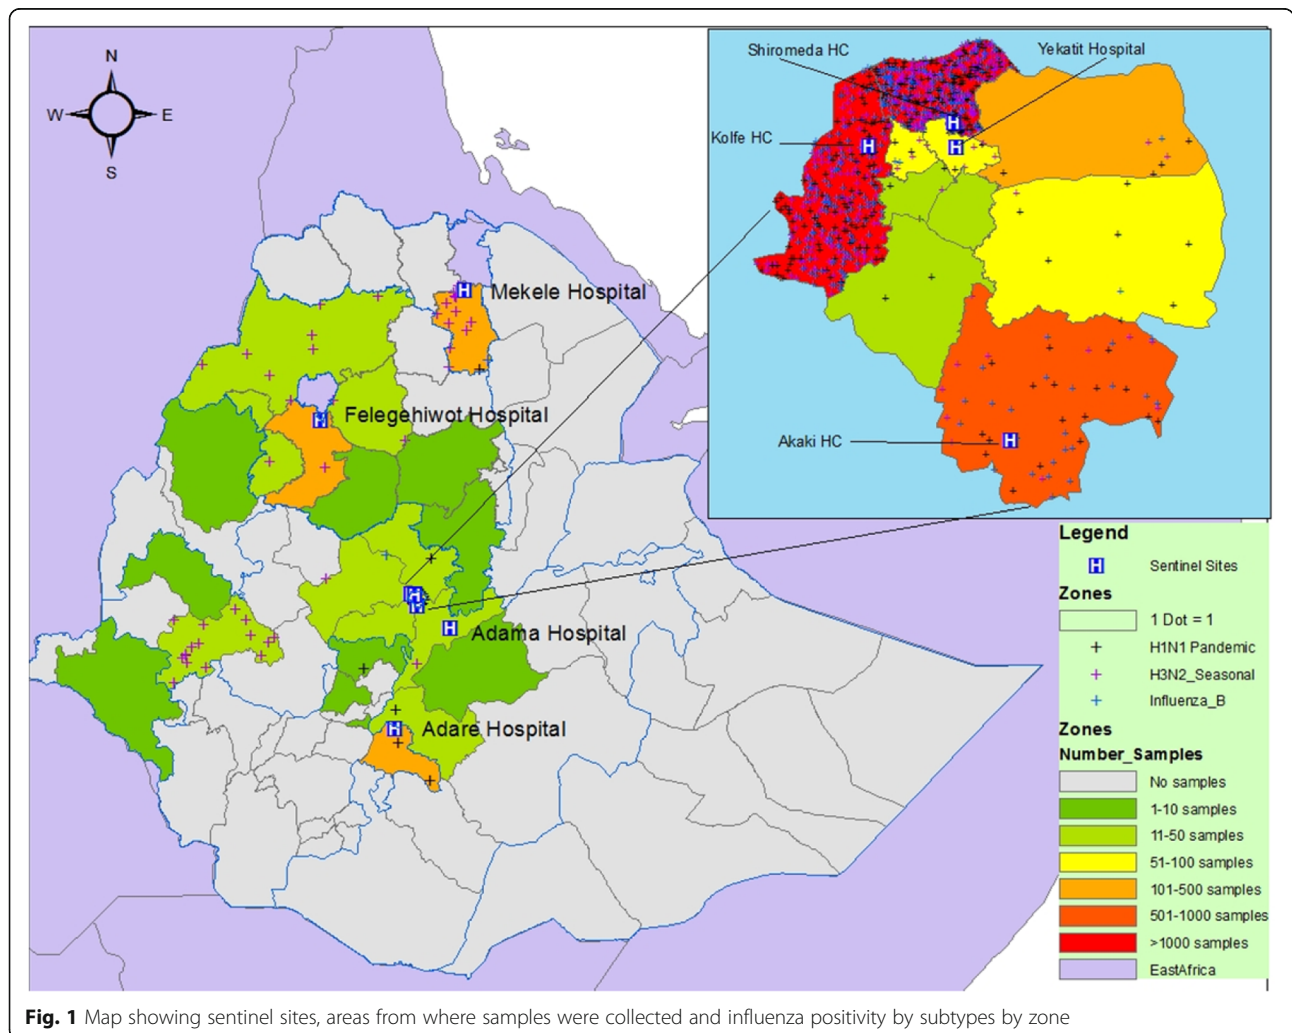 N
W
E
S
Shiromeda HC
Yekatit Hospital
Kolfe HC
Akaki HC
H
H
H
H
H
Mekele Hospital
H
Felegehiwot Hospital
H
H
H
Adama Hospital
H
Adare Hospital
Legend
H Sentinel Sites
Zones
1 Dot = 1
H1N1 Pandemic
H3N2_Seasonal
Influenza_B
Zones
Number_Samples
No samples
1-10 samples
11-50 samples
51-100 samples
101-500 samples
501-1000 samples
>1000 samples
EastAfrica
Fig. 1 Map showing sentinel sites, areas from where samples were collected and influenza positivity by subtypes by zone